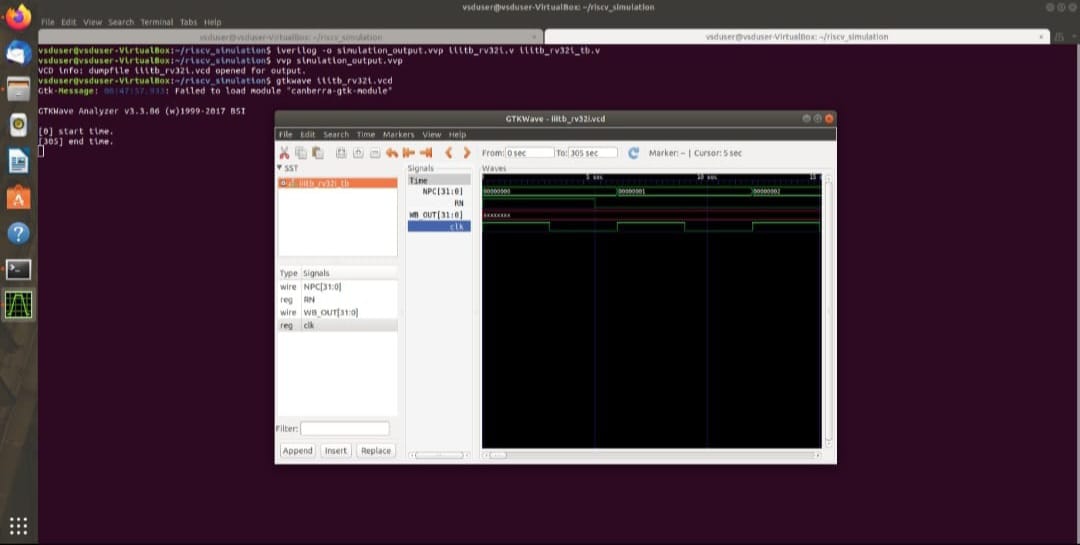 vsduser@vsduser-VirtualBox: ~/riscv_simulation
File Edit View Search Terminal Tabs Help
vsduser@vsduser-VirtualBox: ~/riscv_simulation
vsduser@vsduser-VirtualBox: ~/riscv_simulation
vsduser@vsduser-VirtualBox:~/riscv_simulation$ iverilog -o simulation_output.vvp iiitb_rv32i.v iiitb_rv32i_tb.v
vsduser@vsduser-VirtualBox:~/riscv_simulation$ vvp simulation_output.vvp
VCD info: dumpfile iiitb_rv32i.vcd opened for output.
vsduser@vsduser-VirtualBox:~/riscv_simulation$ gtkwave iiitb_rv32i.vcd
Gtk-Message: Failed to load module "canberra-gtk-module"
GTKWave Analyzer v3.3.86 (w)1999-2017 BSI
[0] start time.
[305] end time.
GTKWave - iiitb_rv32i.vcd
File Edit Search Time Markers View Help
From: 0 sec To: 305 sec Marker: -- | Cursor: 5 sec
SST
iiitb_rv32i_tb
Type Signals
wire NPC[31:0]
reg RN
wire WB_OUT[31:0]
reg clk
Filter:
Append Insert Replace
Signals
Time
NPC[31:0]
RN
WB_OUT[31:0]
clk
Waves
5 sec 10 sec 15
00000000 00000001 00000002
xxxxxxxx